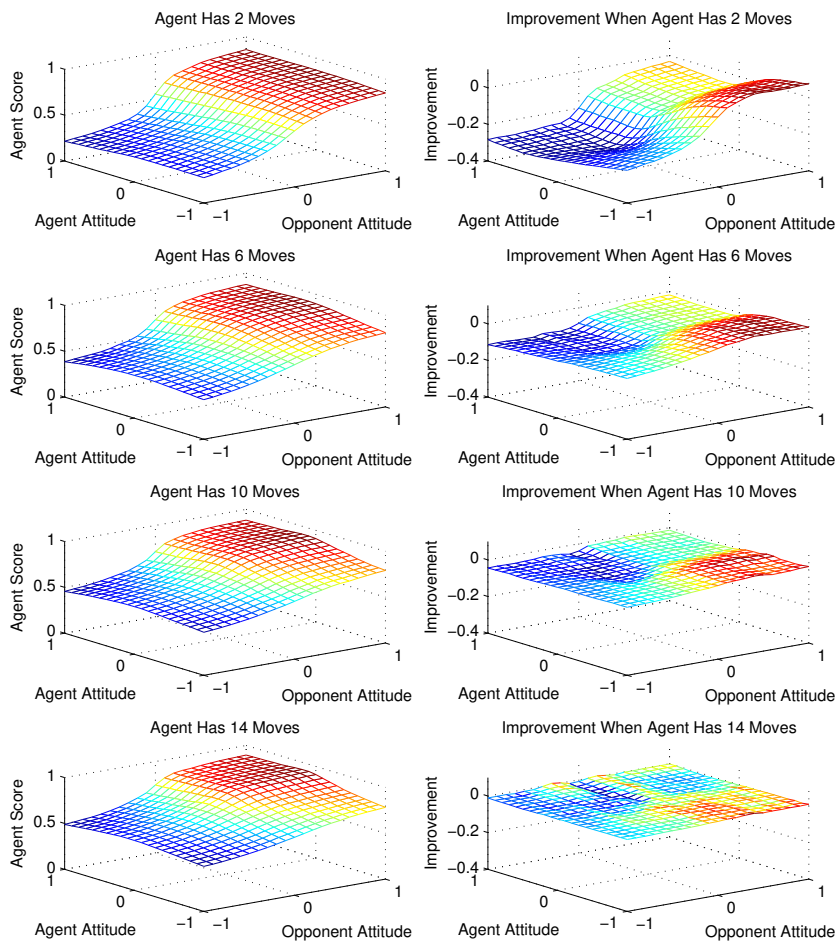 Agent Has 2 Moves
1
0.5
0
Agent Score
1
0
−1
Agent Attitude
−1
0
1
Opponent Attitude
Improvement When Agent Has 2 Moves
0
−0.2
−0.4
Improvement
1
0
−1
Agent Attitude
−1
0
1
Opponent Attitude
Agent Has 6 Moves
1
0.5
0
Agent Score
1
0
−1
Agent Attitude
−1
0
1
Opponent Attitude
Improvement When Agent Has 6 Moves
0
−0.2
−0.4
Improvement
1
0
−1
Agent Attitude
−1
0
1
Opponent Attitude
Agent Has 10 Moves
1
0.5
0
Agent Score
1
0
−1
Agent Attitude
−1
0
1
Opponent Attitude
Improvement When Agent Has 10 Moves
0
−0.2
−0.4
Improvement
1
0
−1
Agent Attitude
−1
0
1
Opponent Attitude
Agent Has 14 Moves
1
0.5
0
Agent Score
1
0
−1
Agent Attitude
−1
0
1
Opponent Attitude
Improvement When Agent Has 14 Moves
0
−0.2
−0.4
Improvement
1
0
−1
Agent Attitude
−1
0
1
Opponent Attitude